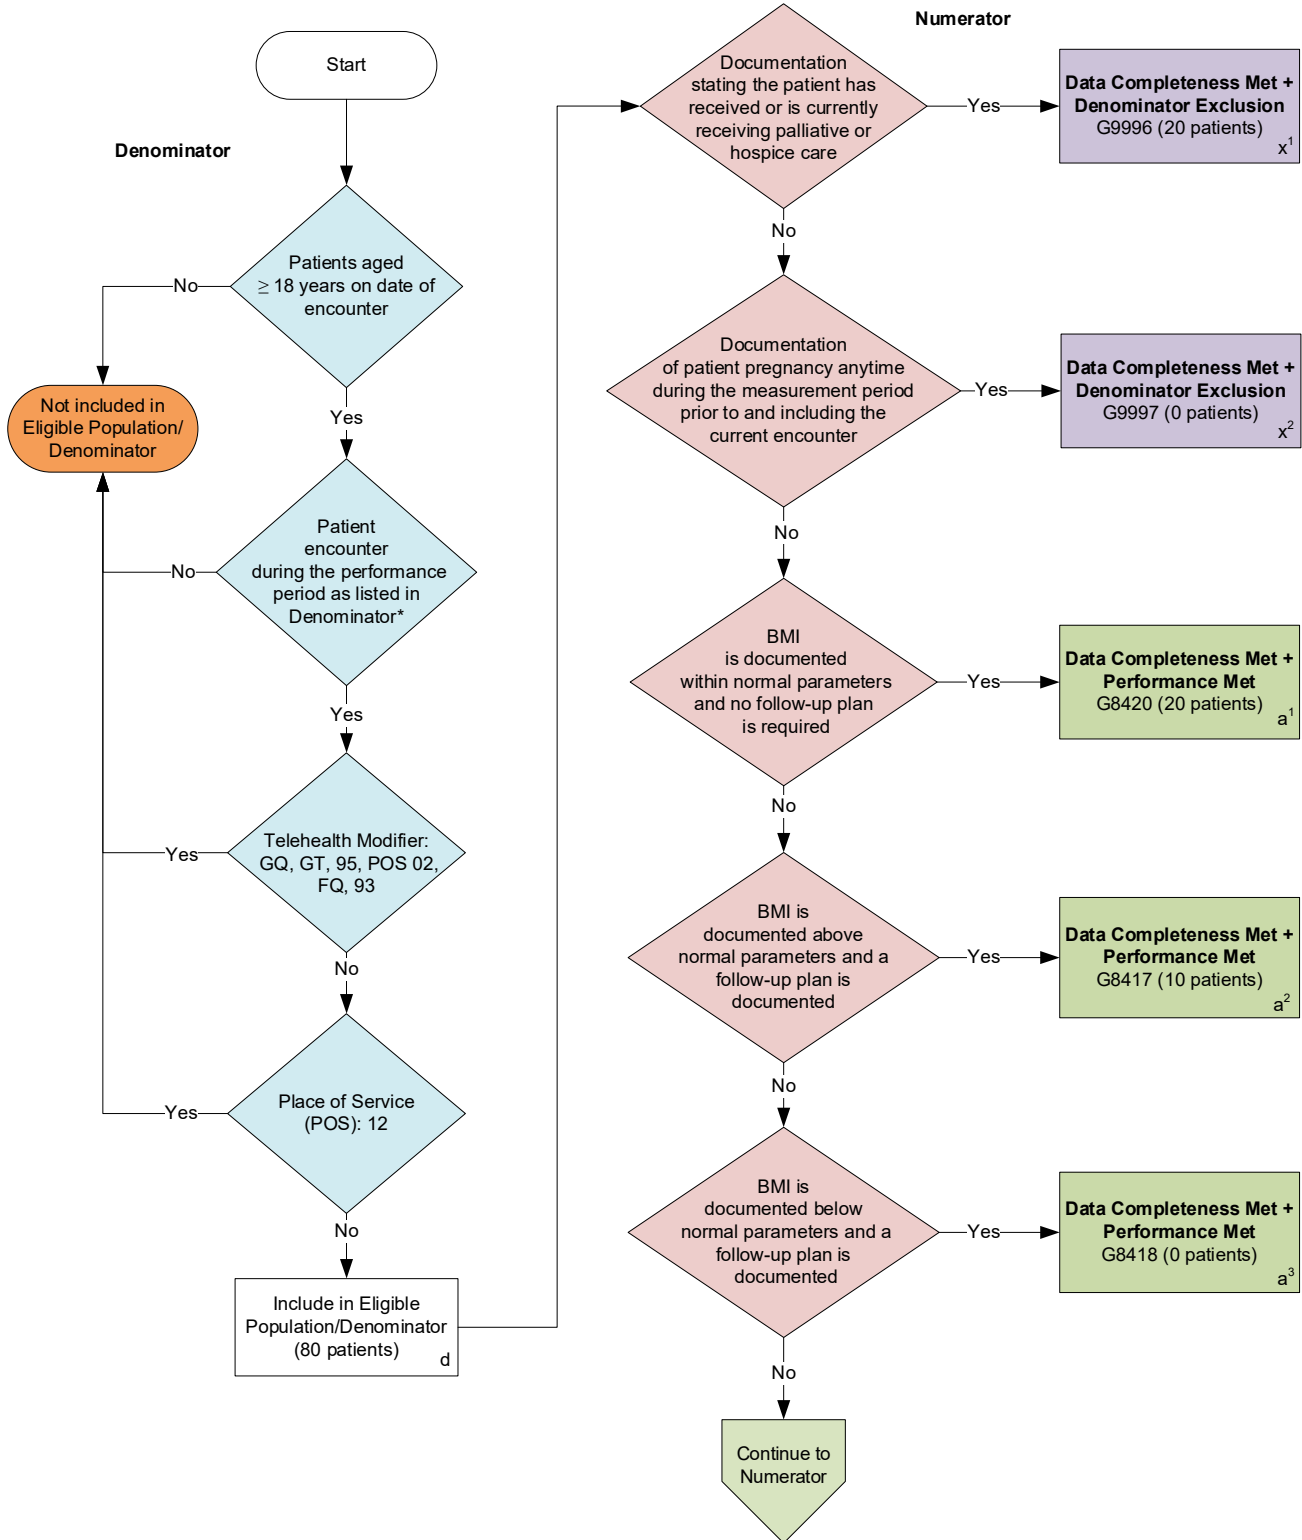 Start
Denominator
Patients aged
≥ 18 years on date of
encounter
No
Not included in
Eligible Population/
Denominator
Yes
Patient
encounter
during the performance
period as listed in
Denominator*
No
Yes
Telehealth Modifier:
GQ, GT, 95, POS 02,
FQ, 93
Yes
No
Place of Service
(POS): 12
Yes
No
Include in Eligible
Population/Denominator
(80 patients)
d
Numerator
Documentation
stating the patient has
received or is currently
receiving palliative or
hospice care
Yes
Data Completeness Met +
Denominator Exclusion
G9996 (20 patients)
x¹
No
Documentation
of patient pregnancy anytime
during the measurement period
prior to and including the
current encounter
Yes
Data Completeness Met +
Denominator Exclusion
G9997 (0 patients)
x²
No
BMI
is documented
within normal parameters
and no follow-up plan
is required
Yes
Data Completeness Met +
Performance Met
G8420 (20 patients)
a¹
No
BMI is
documented above
normal parameters and a
follow-up plan is
documented
Yes
Data Completeness Met +
Performance Met
G8417 (10 patients)
a²
No
BMI is
documented below
normal parameters and a
follow-up plan is
documented
Yes
Data Completeness Met +
Performance Met
G8418 (0 patients)
a³
No
Continue to
Numerator